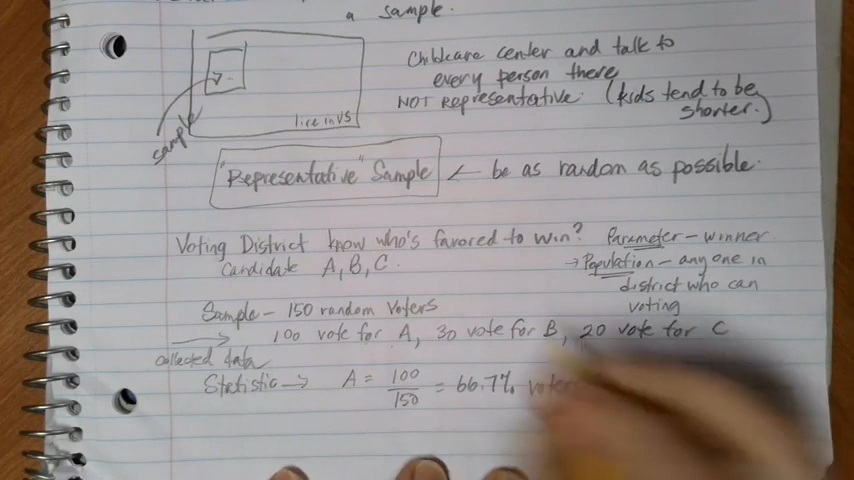 a sample.
Childcare center and talk to
every person there
NOT Representative. (kids tend to be
shorter.)
live in US
sample
"Representative" Sample ← be as random as possible.
Voting District know who's favored to win? Parameter - winner
Candidate A, B, C.
→ Population - any one in
district who can
voting
Sample - 150 random voters
100 vote for A, 30 vote for B, 20 vote for C
collected data
Statistic → A = 100/150 = 66.7% voters